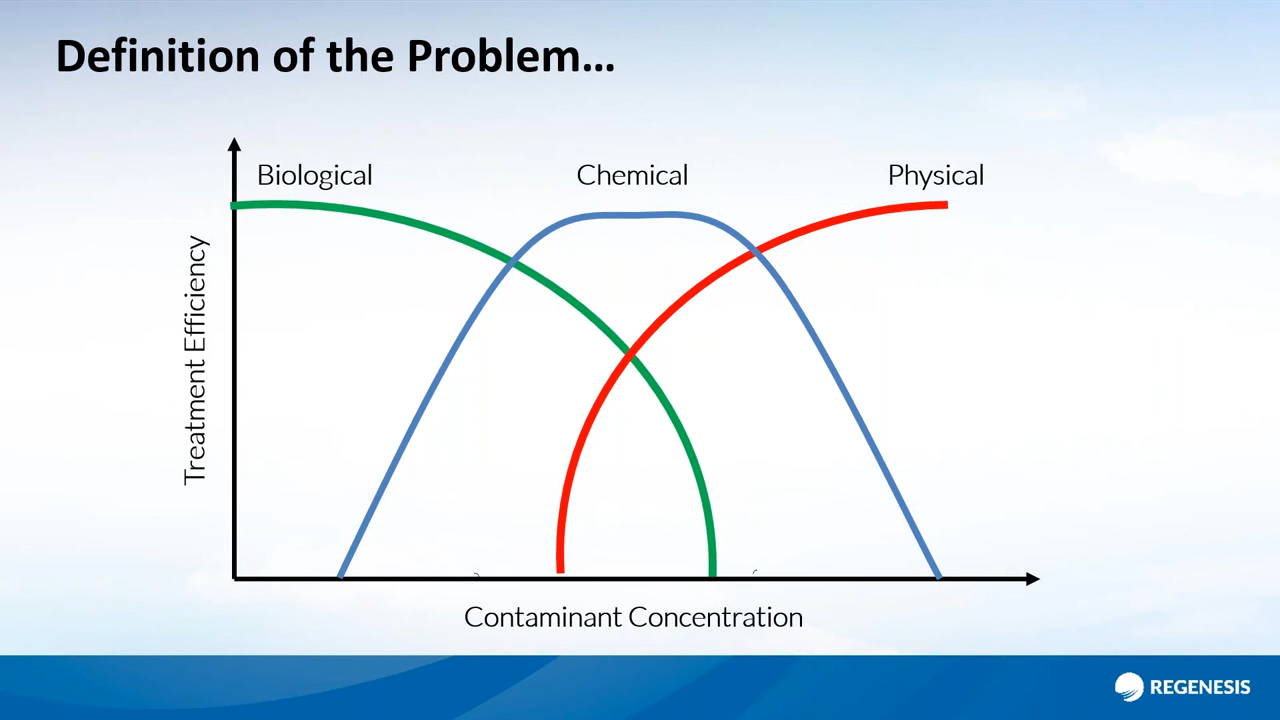 Definition of the Problem...
Biological
Chemical
Physical
Treatment Efficiency
Contaminant Concentration
REGENESIS